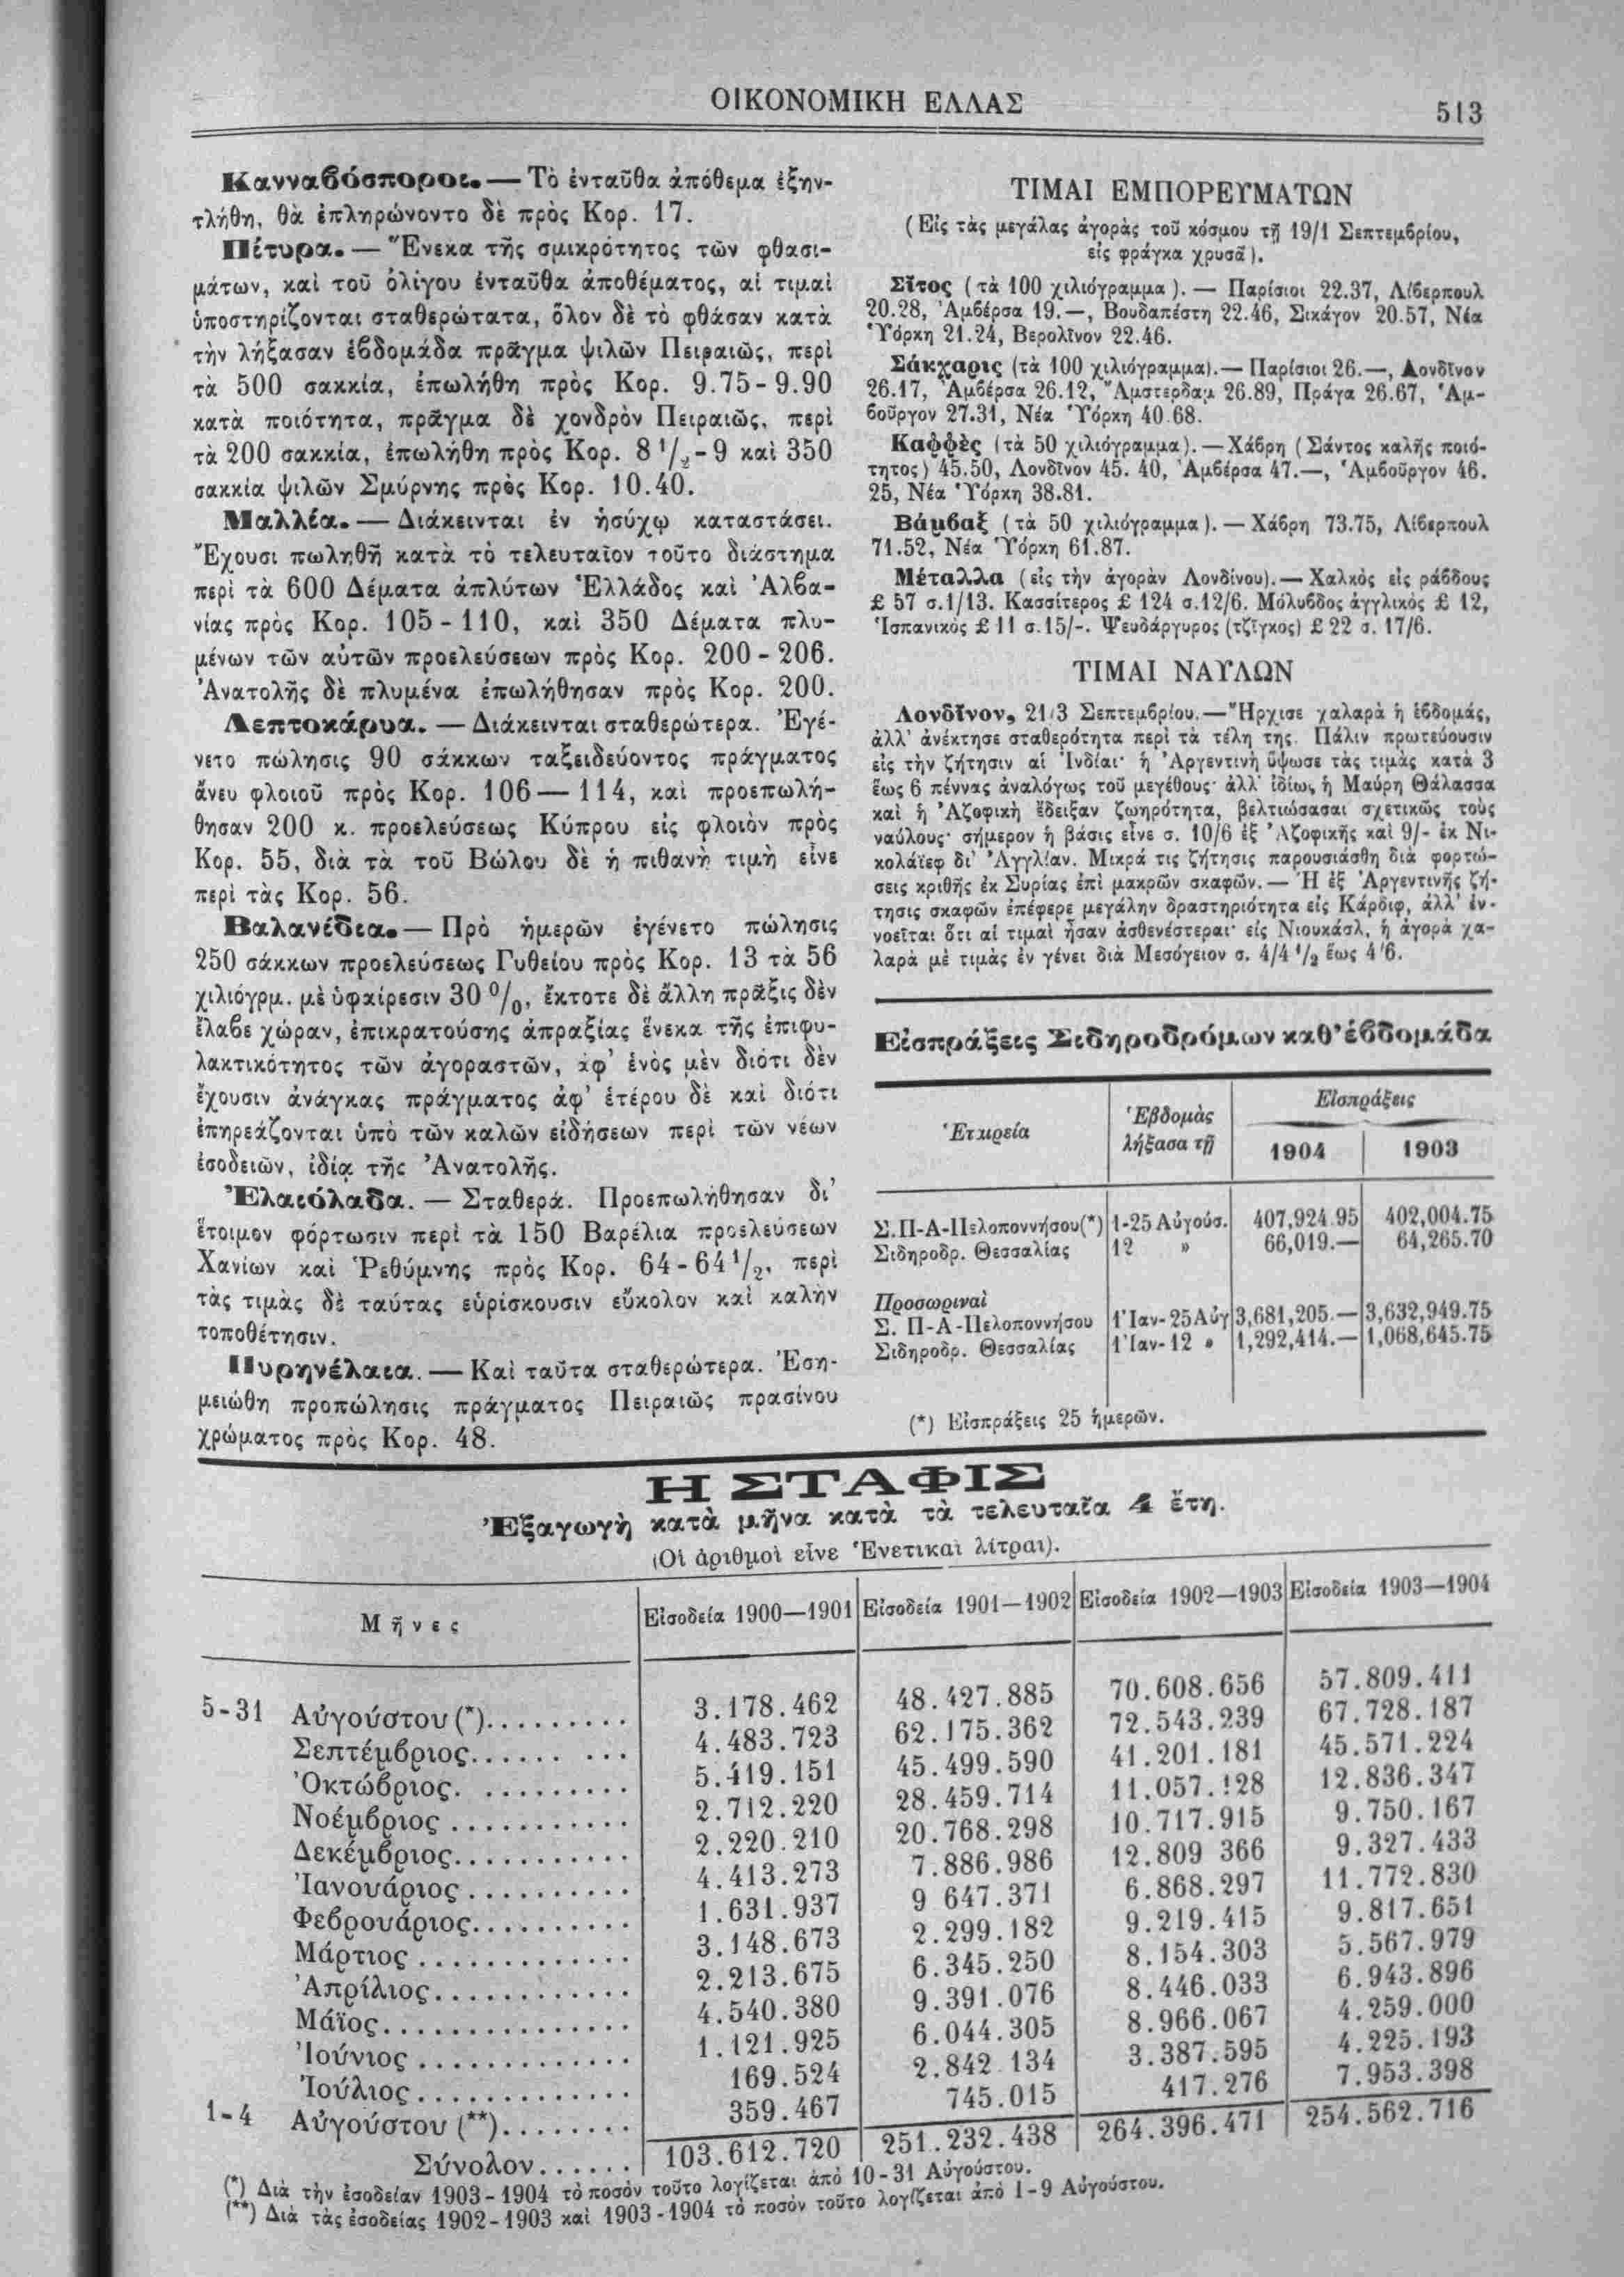 ΟΙΚΟΝΟΜΙΚΗ ΕΛΛΑΣ
513
Κανναβόσποροι. — Τὸ ἐνταῦθα ἀπόθεμα ἐξην-
τλήθη, θὰ ἐπληρώνοντο δὲ πρὸς Κορ. 17.
Πίτυρα. — Ἕνεκα τῆς σμικρότητος τῶν φθασι-
μάτων, καὶ τοῦ ὀλίγου ἐνταῦθα ἀποθέματος, αἱ τιμαὶ
ὑποστηρίζονται σταθερώτατα, ὅλον δὲ τὸ φθάσαν κατὰ
τὴν λήξασαν ἑβδομάδα πρᾶγμα ψιλῶν Πειραιῶς, περὶ
τὰ 500 σακκία, ἐπωλήθη πρὸς Κορ. 9.75-9.90
κατὰ ποιότητα, πρᾶγμα δὲ χονδρὸν Πειραιῶς, περὶ
τὰ 200 σακκία, ἐπωλήθη πρὸς Κορ. 8 1/2-9 καὶ 350
σακκία ψιλῶν Σμύρνης πρὸς Κορ. 10.40.
Μαλλία. — Διάκεινται ἐν ἡσύχῳ καταστάσει.
Ἔχουσι πωληθῆ κατὰ τὸ τελευταῖον τοῦτο διάστημα
περὶ τὰ 600 Δέματα ἀπλύτων Ἑλλάδος καὶ Ἀλβα-
νίας πρὸς Κορ. 105-110, καὶ 350 Δέματα πλυ-
μένων τῶν αὐτῶν προελεύσεων πρὸς Κορ. 200-206.
Ἀνατολῆς δὲ πλυμένα ἐπωλήθησαν πρὸς Κορ. 200.
Λεπτοκάρυα. — Διάκεινται σταθερώτερα. Ἐγέ-
νετο πώλησις 90 σάκκων ταξειδεύοντος πράγματος
ἄνευ φλοιοῦ πρὸς Κορ. 106—114, καὶ προεπωλή-
θησαν 200 κ. προελεύσεως Κύπρου εἰς φλοιὸν πρὸς
Κορ. 55, διὰ τὰ τοῦ Βώλου δὲ ἡ πιθανὴ τιμὴ εἶνε
περὶ τὰς Κορ. 56.
Βαλανίδια. — Πρὸ ἡμερῶν ἐγένετο πώλησις
250 σάκκων προελεύσεως Γυθείου πρὸς Κορ. 13 τὰ 56
χιλιόγρμ. μὲ ὑφαίρεσιν 30 0/0, ἔκτοτε δὲ ἄλλη πρᾶξις δὲν
ἔλαβε χώραν, ἐπικρατούσης ἀπραξίας ἕνεκα τῆς ἐπιφυ-
λακτικότητος τῶν ἀγοραστῶν, ἀφ' ἑνὸς μὲν διότι δὲν
ἔχουσιν ἀνάγκας πράγματος ἀφ' ἑτέρου δὲ καὶ διότι
ἐπηρεάζονται ὑπὸ τῶν καλῶν εἰδήσεων περὶ τῶν νέων
ἐσοδειῶν, ἰδίᾳ τῆς Ἀνατολῆς.
Ἐλαιόλαδα. — Σταθερά. Προεπωλήθησαν δι'
ἕτοιμον φόρτωσιν περὶ τὰ 150 Βαρέλια προελεύσεων
Χανίων καὶ Ῥεθύμνης πρὸς Κορ. 64-64 1/2, περὶ
τὰς τιμὰς δὲ ταύτας εὑρίσκουσιν εὔκολον καὶ καλὴν
τοποθέτησιν.
Πυρηνέλαια. — Καὶ ταῦτα σταθερώτερα. Ἐση-
μειώθη προπώλησις πράγματος Πειραιῶς πρασίνου
χρώματος πρὸς Κορ. 48.
ΤΙΜΑΙ ΕΜΠΟΡΕΥΜΑΤΩΝ
(Εἰς τὰς μεγάλας ἀγορὰς τοῦ κόσμου τῇ 19/1 Σεπτεμβρίου,
εἰς φράγκα χρυσᾶ).
Σῖτος (τὰ 100 χιλιόγραμμα). — Παρίσιοι 22.37, Λίβερπουλ
20.28, Ἀμβέρσα 19.—, Βουδαπέστη 22.46, Σικάγον 20.57, Νέα
Ὑόρκη 21.24, Βερολῖνον 22.46.
Σάκχαρις (τὰ 100 χιλιόγραμμα). — Παρίσιοι 26.—, Λονδῖνον
26.17, Ἀμβέρσα 26.12, Ἀμστερδαμ 26.89, Πράγα 26.67, Ἁμ-
βοῦργον 27.31, Νέα Ὑόρκη 40.68.
Καφφὲς (τὰ 50 χιλιόγραμμα). — Χάβρη (Σάντος καλῆς ποιό-
τητος) 45.50, Λονδῖνον 45.40, Ἀμβέρσα 47.—, Ἁμβοῦργον 46.
25, Νέα Ὑόρκη 38.81.
Βάμβαξ (τὰ 50 χιλιόγραμμα). — Χάβρη 73.75, Λίβερπουλ
71.52, Νέα Ὑόρκη 61.87.
Μέταλλα (εἰς τὴν ἀγορὰν Λονδίνου). — Χαλκὸς εἰς ράβδους
£ 57 σ.1/13. Κασσίτερος £ 124 σ.12/6. Μόλυβδος ἀγγλικὸς £ 12,
Ἱσπανικὸς £ 11 σ.15/-. Ψευδάργυρος (τζίγκος) £ 22 σ. 17/6.
ΤΙΜΑΙ ΝΑΥΛΩΝ
Λονδῖνον, 21/3 Σεπτεμβρίου. — Ἤρχισε χαλαρὰ ἡ ἑβδομάς,
ἀλλ' ἀνέκτησε σταθερότητα περὶ τὰ τέλη της. Πάλιν πρωτεύουσιν
εἰς τὴν ζήτησιν αἱ Ἰνδίαι· ἡ Ἀργεντινὴ ὕψωσε τὰς τιμὰς κατὰ 3
ἕως 6 πέννας ἀναλόγως τοῦ μεγέθους· ἀλλ' ἰδίως ἡ Μαύρη Θάλασσα
καὶ ἡ Ἀζοφικὴ ἔδειξαν ζωηρότητα, βελτιώσασαι σχετικῶς τοὺς
ναύλους· σήμερον ἡ βάσις εἶνε σ. 10/6 ἐξ Ἀζοφικῆς καὶ 9/- ἐκ Νι-
κολάϊεφ δι' Ἀγγλίαν. Μικρά τις ζήτησις παρουσιάσθη διὰ φορτώ-
σεις κριθῆς ἐκ Συρίας ἐπὶ μακρῶν σκαφῶν. — Ἡ ἐξ Ἀργεντινῆς ζή-
τησις σκαφῶν ἐπέφερε μεγάλην δραστηριότητα εἰς Κάρδιφ, ἀλλ' ἐν-
νοεῖται ὅτι αἱ τιμαὶ ἦσαν ἀσθενέστεραι· εἰς Νιουκάσλ, ἡ ἀγορὰ χα-
λαρὰ μὲ τιμὰς ἐν γένει διὰ Μεσόγειον σ. 4/4 1/2 ἕως 4/6.
Εἰσπράξεις Σιδηροδρόμων καθ' ἑβδομάδα
Ἑταιρεία Ἑβδομὰς λήξασα τῇ Εἰσπράξεις
1904 1903
Σ.Π-Α-Πελοποννήσου(*) 1-25 Αὐγούσ. 407,924.95 402,004.75
Σιδηροδρ. Θεσσαλίας 12 » 66,019.— 64,265.70
Προσωριναὶ
Σ. Π-Α-Πελοποννήσου 1 Ἰαν-25 Αὐγ 3,681,205.— 3,632,949.75
Σιδηροδρ. Θεσσαλίας 1 Ἰαν-12 » 1,292,414.— 1,068,645.75
(*) Εἰσπράξεις 25 ἡμερῶν.
Η ΣΤΑΦΙΣ
Ἐξαγωγὴ κατὰ μῆνα κατὰ τὰ τελευταῖα 4 ἔτη.
(Οἱ ἀριθμοὶ εἶνε Ἑνετικαὶ λίτραι).
Μῆνες Εἰσοδεία 1900—1901 Εἰσοδεία 1901—1902 Εἰσοδεία 1902—1903 Εἰσοδεία 1903—1904
5-31 Αὐγούστου (*)......... 3.178.462 48.427.885 70.608.656 57.809.411
Σεπτέμβριος......... 4.483.723 62.175.362 72.543.239 67.728.187
Ὀκτώβριος.......... 5.419.151 45.499.590 41.201.181 45.571.224
Νοέμβριος........... 2.712.220 28.459.714 11.057.128 12.836.347
Δεκέμβριος........... 2.220.210 20.768.298 10.717.915 9.750.167
Ἰανουάριος.......... 4.413.273 7.886.986 12.809 366 9.327.433
Φεβρουάριος.......... 1.631.937 9 647.371 6.868.297 11.772.830
Μάρτιος............. 3.148.673 2.299.182 9.219.415 9.817.651
Ἀπρίλιος............ 2.213.675 6.345.250 8.154.303 5.567.979
Μάϊος............... 4.540.380 9.391.076 8.446.033 6.943.896
Ἰούνιος............. 1.121.925 6.044.305 8.966.067 4.259.000
Ἰούλιος............. 169.524 2.842 134 3.387.595 4.225.193
1-4 Αὐγούστου (**)........ 359.467 745.015 417.276 7.953.398
Σύνολον...... 103.612.720 251.232.438 264.396.471 254.562.716
(*) Διὰ τὴν ἐσοδείαν 1903-1904 τὸ ποσὸν τοῦτο λογίζεται ἀπὸ 10-31 Αὐγούστου.
(**) Διὰ τὰς ἐσοδείας 1902-1903 καὶ 1903-1904 τὸ ποσὸν τοῦτο λογίζεται ἀπὸ 1-9 Αὐγούστου.